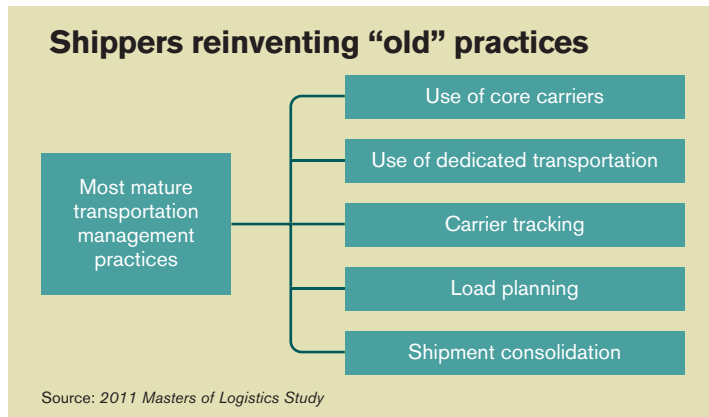 Shippers reinventing “old” practices
Most mature
transportation
management
practices
Use of core carriers
Use of dedicated transportation
Carrier tracking
Load planning
Shipment consolidation
Source: 2011 Masters of Logistics Study